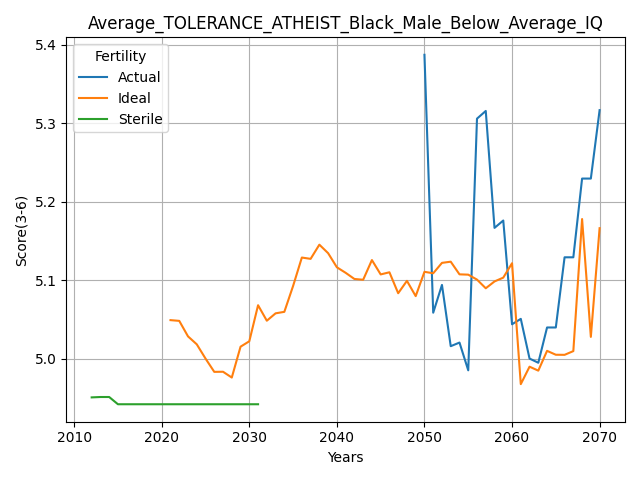 Average_TOLERANCE_ATHEIST_Black_Male_Below_Average_IQ
Fertility
Actual
Ideal
Sterile
Score(3-6)
5.4
5.3
5.2
5.1
5.0
2010 2020 2030 2040 2050 2060 2070
Years